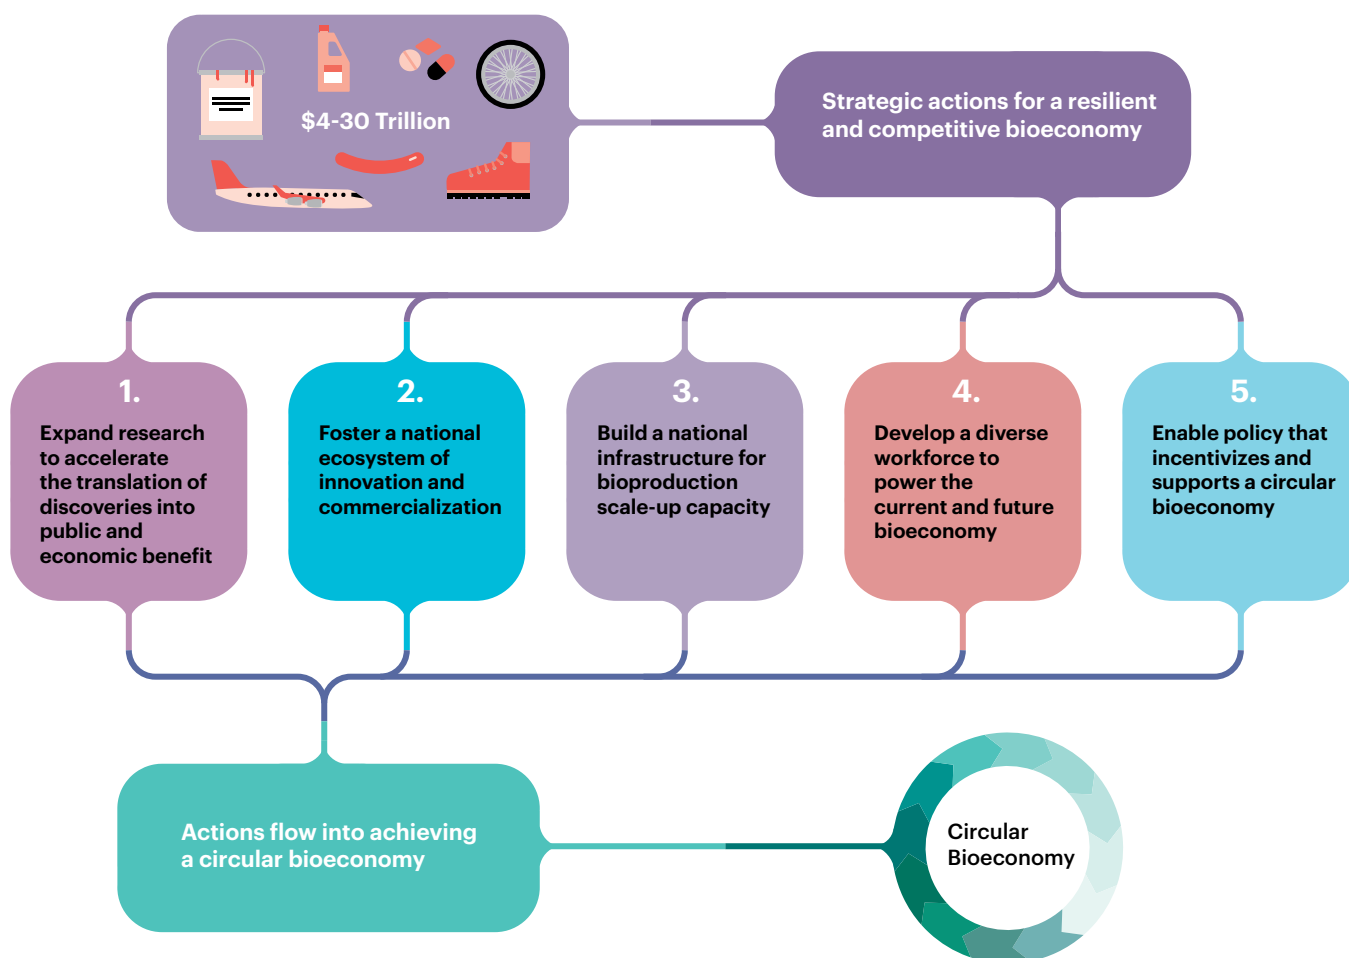 $4-30 Trillion
Strategic actions for a resilient
and competitive bioeconomy
1.
Expand research
to accelerate
the translation of
discoveries into
public and
economic benefit
2.
Foster a national
ecosystem of
innovation and
commercialization
3.
Build a national
infrastructure for
bioproduction
scale-up capacity
4.
Develop a diverse
workforce to
power the
current and future
bioeconomy
5.
Enable policy that
incentivizes and
supports a circular
bioeconomy
Actions flow into achieving
a circular bioeconomy
Circular
Bioeconomy